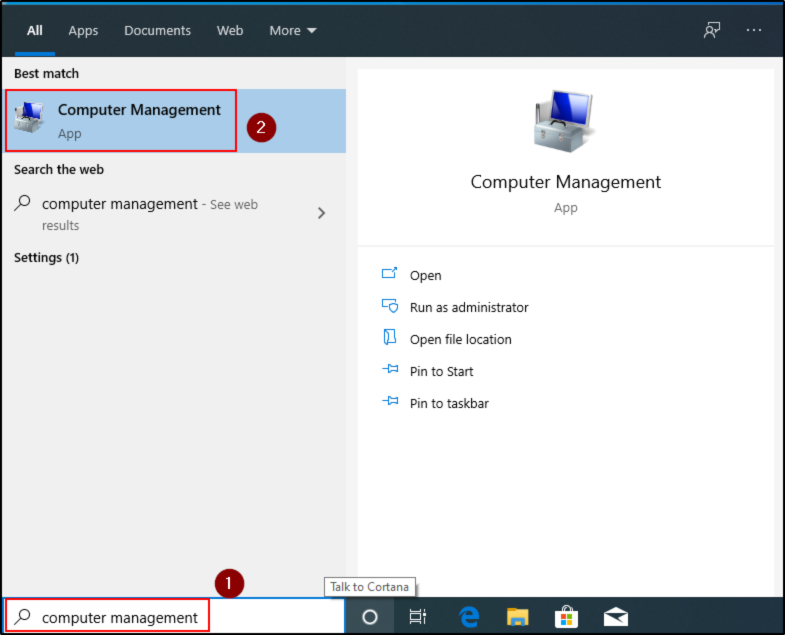 All Apps Documents Web More
Best match
Computer Management
App
2
Search the web
computer management - See web
results
Settings (1)
Computer Management
App
Open
Run as administrator
Open file location
Pin to Start
Pin to taskbar
1
Talk to Cortana
computer management